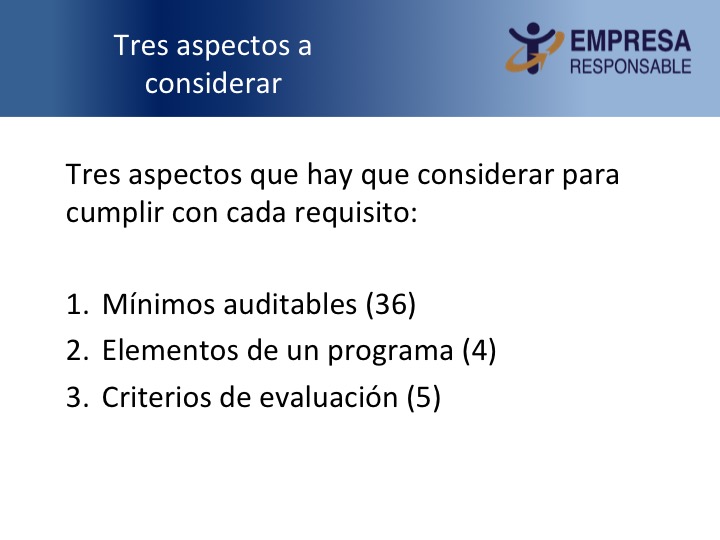 Tres aspectos a
considerar
EMPRESA
RESPONSABLE
Tres aspectos que hay que considerar para
cumplir con cada requisito:
1. Mínimos auditables (36)
2. Elementos de un programa (4)
3. Criterios de evaluación (5)